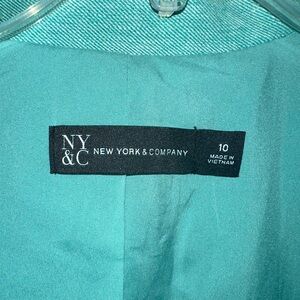 NY
&C NEW YORK & COMPANY
10
MADE IN
VIETNAM